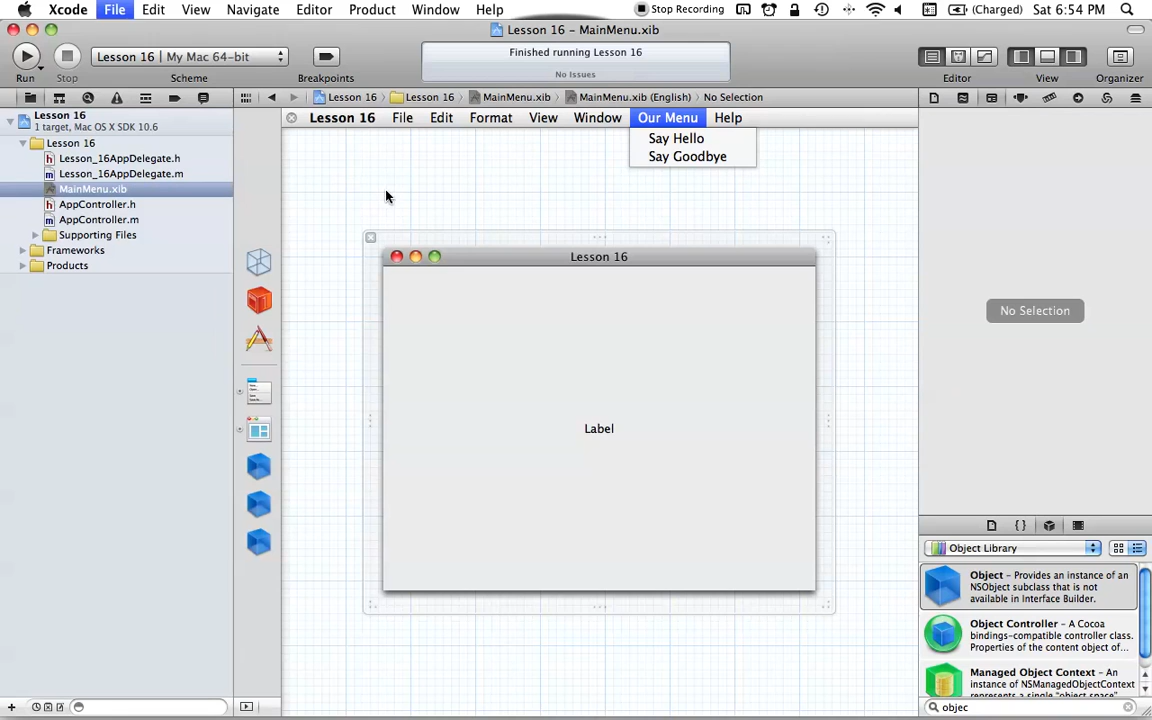 Xcode File Edit View Navigate Editor Product Window Help Stop Recording (Charged) Sat 6:54 PM
Lesson 16 – MainMenu.xib
Run Stop Lesson 16 | My Mac 64-bit Scheme Breakpoints
Finished running Lesson 16
No Issues
Editor View Organizer
Lesson 16
1 target, Mac OS X SDK 10.6
Lesson 16
Lesson_16AppDelegate.h
Lesson_16AppDelegate.m
MainMenu.xib
AppController.h
AppController.m
Supporting Files
Frameworks
Products
Lesson 16 Lesson 16 MainMenu.xib MainMenu.xib (English) No Selection
Lesson 16 File Edit Format View Window Our Menu Help
Say Hello
Say Goodbye
Lesson 16
Label
No Selection
Object Library
Object – Provides an instance of an
NSObject subclass that is not
available in Interface Builder.
Object Controller – A Cocoa
bindings-compatible controller class.
Properties of the content object of...
Managed Object Context – An
instance of NSManagedObjectContext
represents a single "object space"
objec